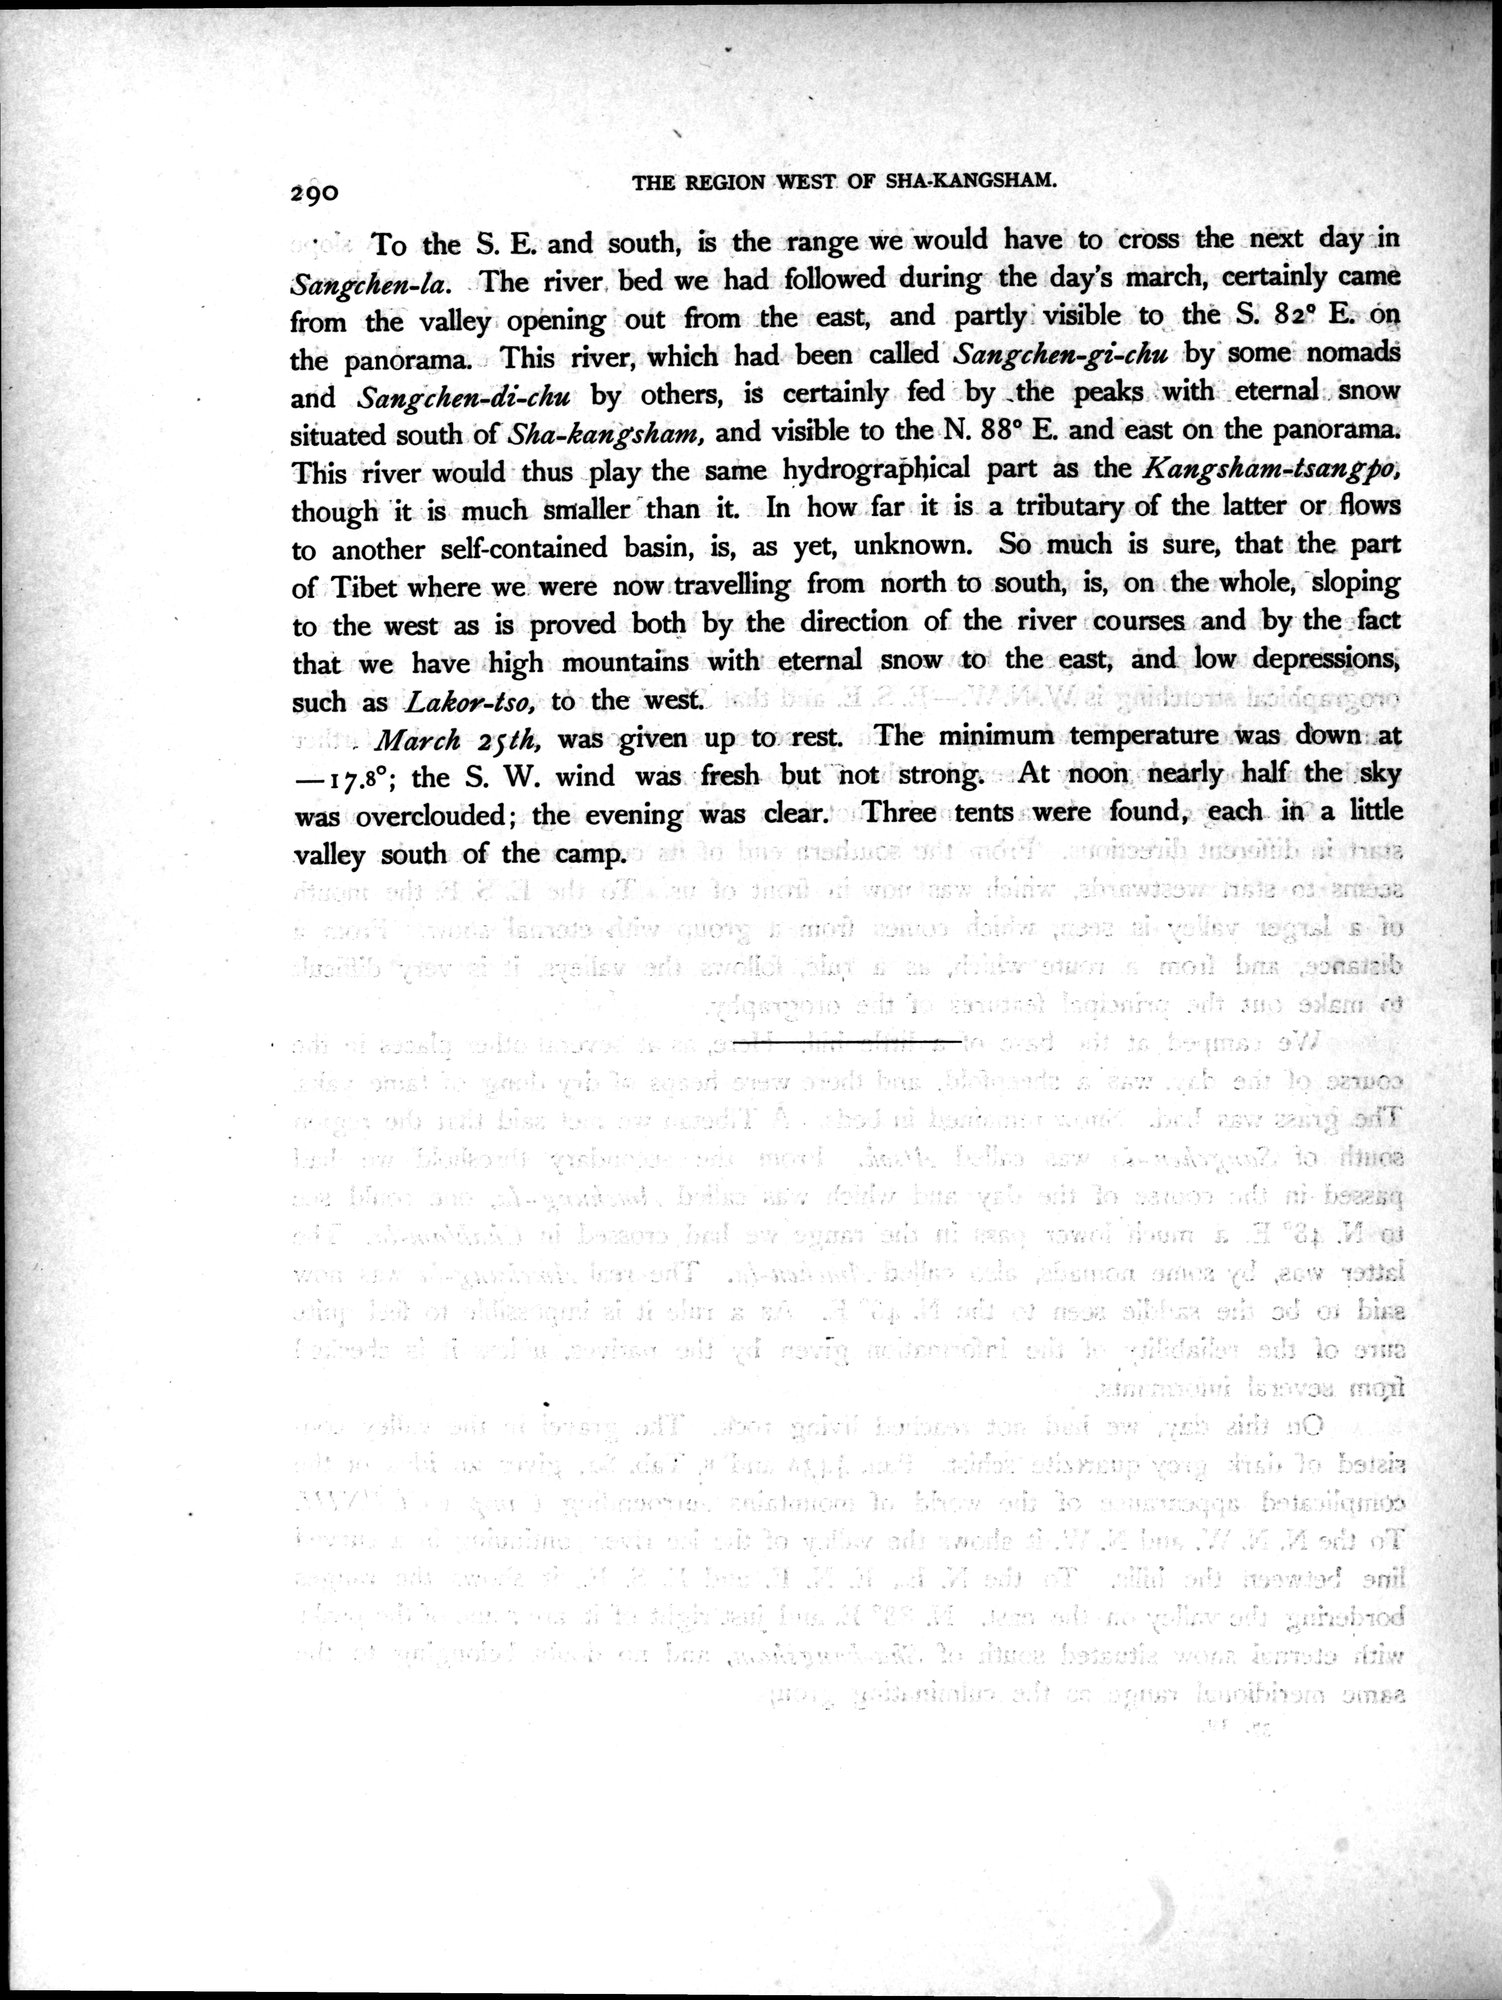 290
THE REGION WEST OF SHA-KANGSHAM.
To the S. E. and south, is the range we would have to cross the next day in
Sangchen-la. The river bed we had followed during the day's march, certainly came
from the valley opening out from the east, and partly visible to the S. 82° E. on
the panorama. This river, which had been called Sangchen-gi-chu by some nomads
and Sangchen-di-chu by others, is certainly fed by the peaks with eternal snow
situated south of Sha-kangsham, and visible to the N. 88° E. and east on the panorama.
This river would thus play the same hydrographical part as the Kangsham-tsangpo,
though it is much smaller than it. In how far it is a tributary of the latter or flows
to another self-contained basin, is, as yet, unknown. So much is sure, that the part
of Tibet where we were now travelling from north to south, is, on the whole, sloping
to the west as is proved both by the direction of the river courses and by the fact
that we have high mountains with eternal snow to the east, and low depressions,
such as Lakor-tso, to the west.
March 25th, was given up to rest. The minimum temperature was down at
—17.8°; the S. W. wind was fresh but not strong. At noon nearly half the sky
was overclouded; the evening was clear. Three tents were found, each in a little
valley south of the camp.